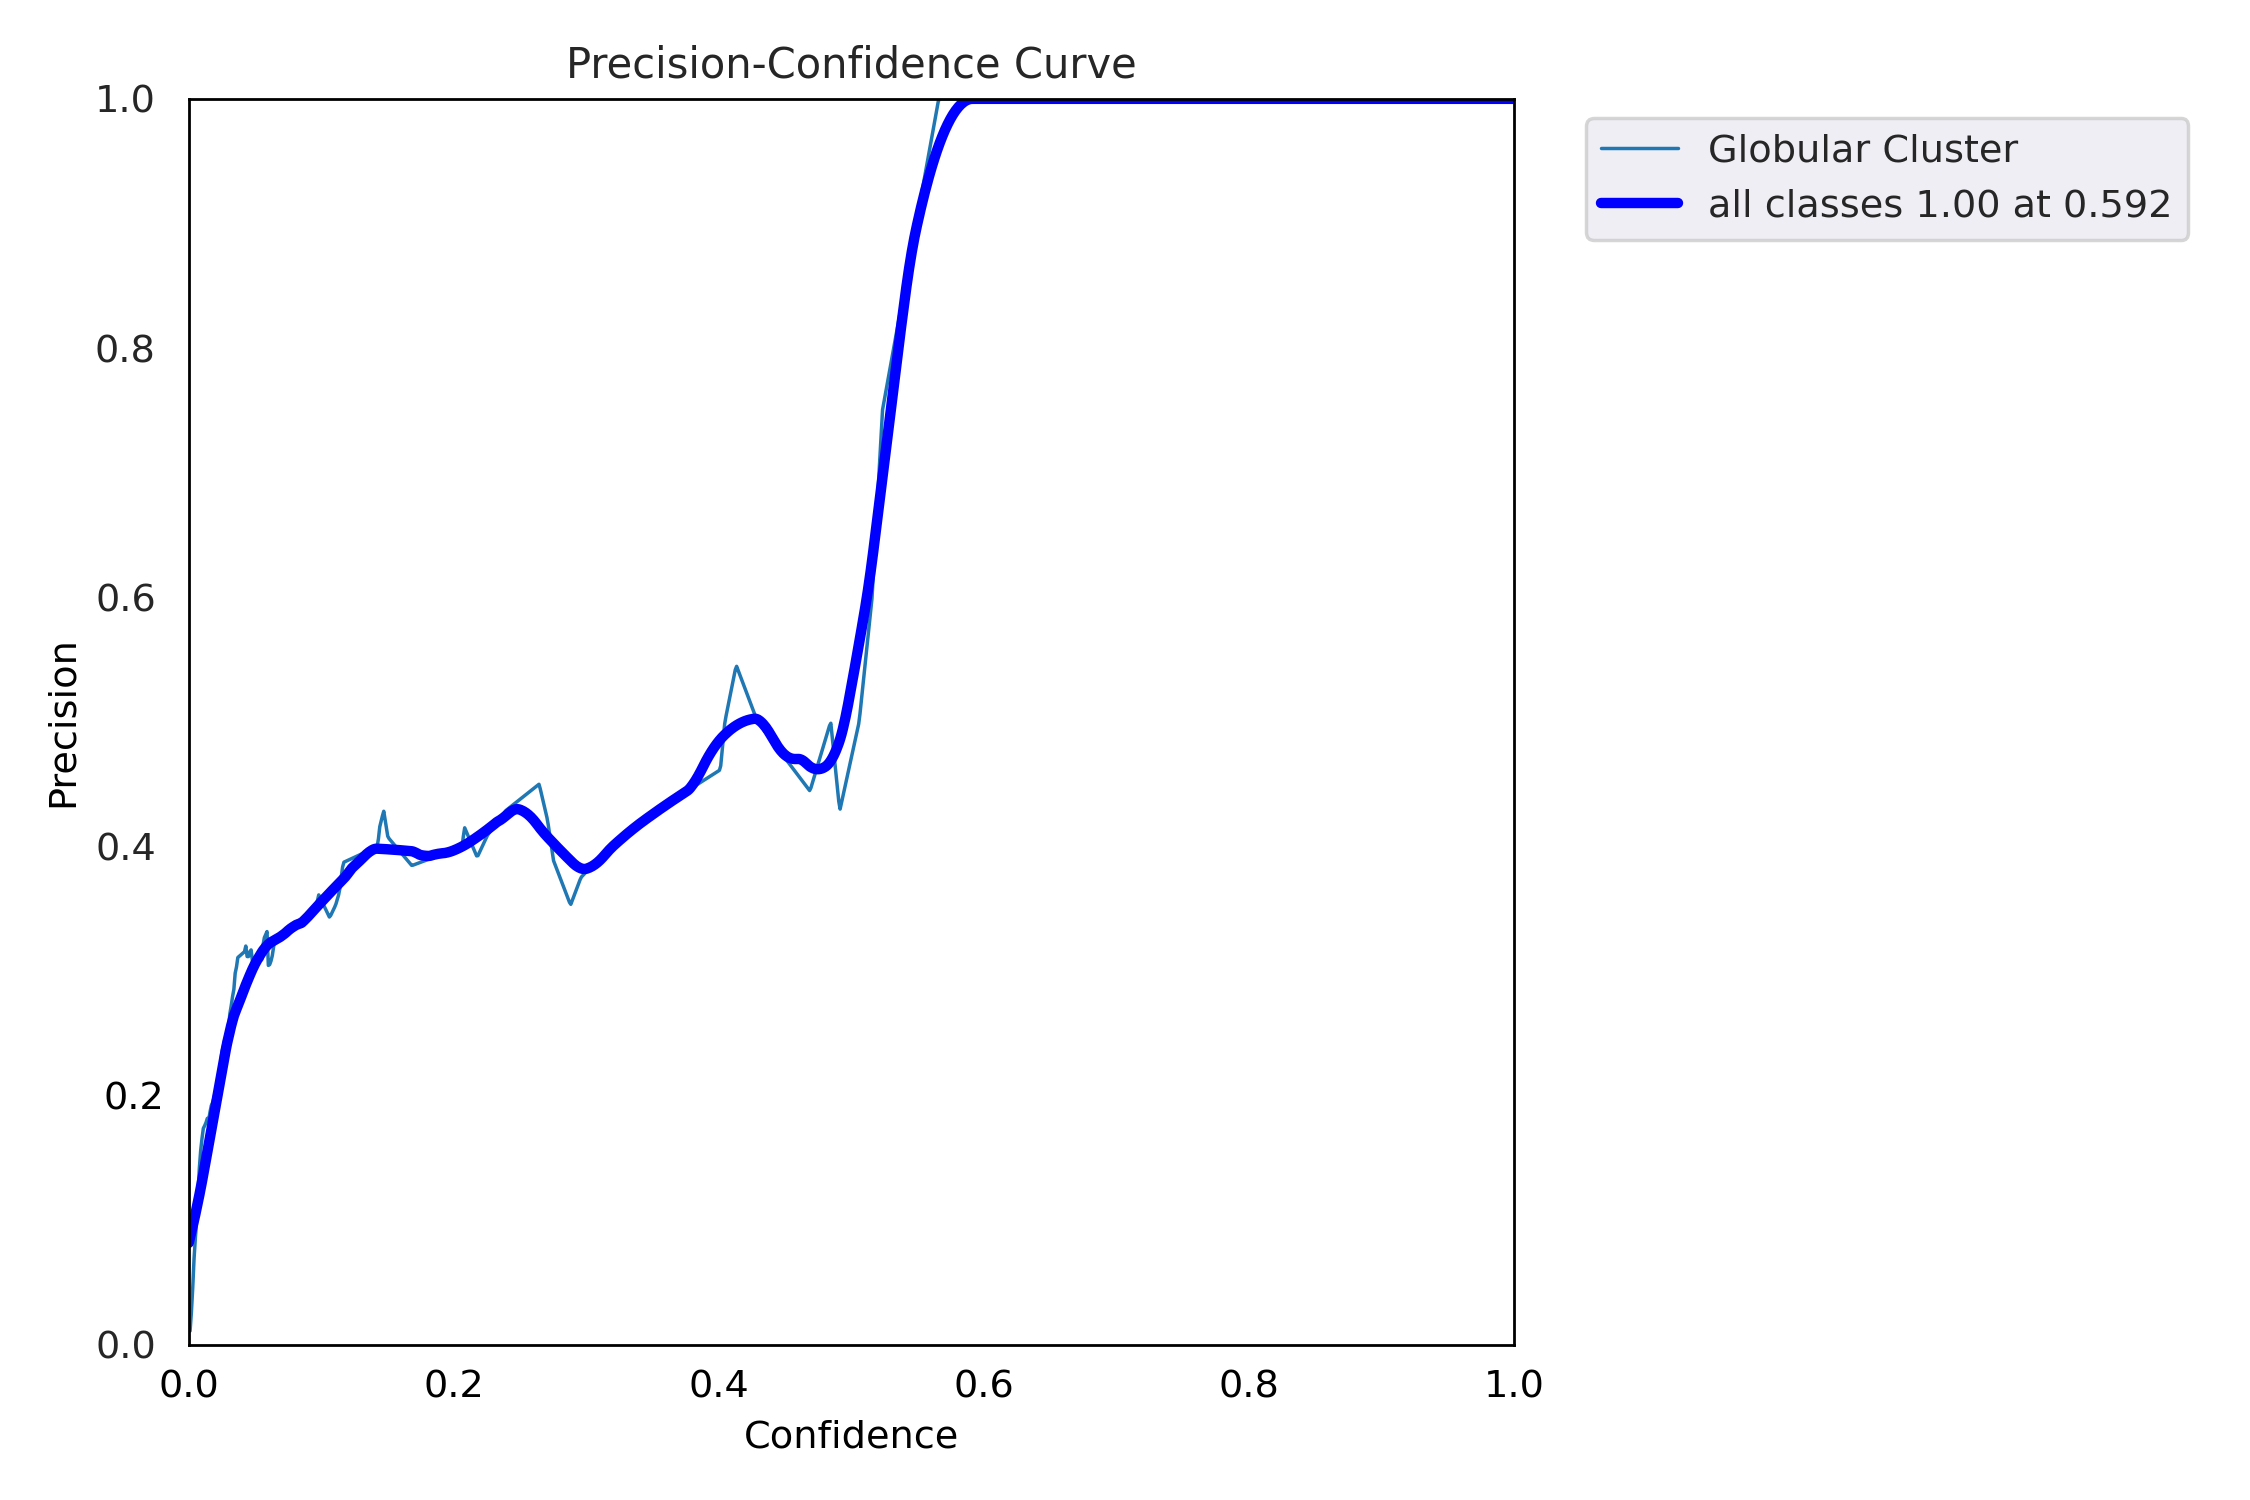 Precision-Confidence Curve
1.0
0.8
0.6
0.4
0.2
0.0
Precision
0.0 0.2 0.4 0.6 0.8 1.0
Confidence
Globular Cluster
all classes 1.00 at 0.592